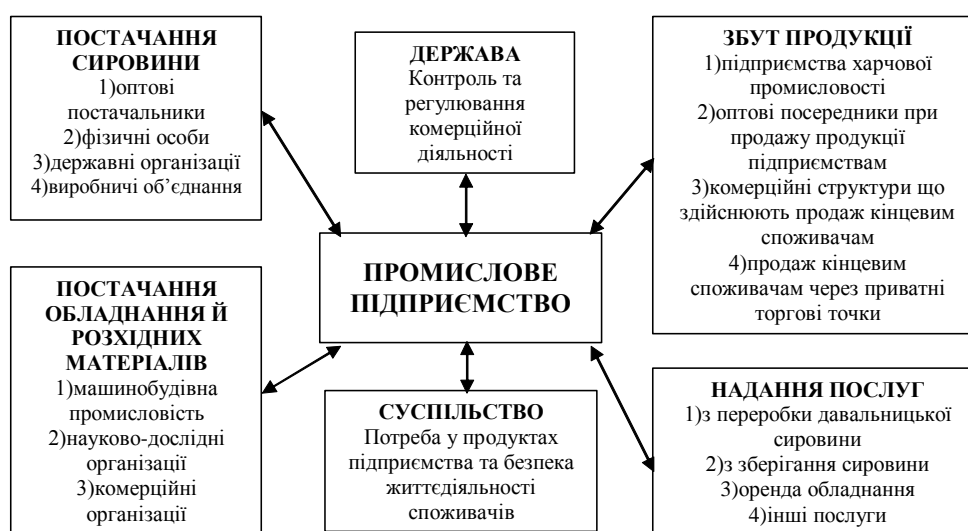 ПОСТАЧАННЯ
СИРОВИНИ
1)оптові
постачальники
2)фізичні особи
3)державні організації
4)виробничі об’єднання
ДЕРЖАВА
Контроль та
регулювання
комерційної
діяльності
ЗБУТ ПРОДУКЦІЇ
1)підприємства харчової
промисловості
2)оптові посередники при
продажу продукції
підприємствам
3)комерційні структури що
здійснюють продаж кінцевим
споживачам
4)продаж кінцевим
споживачам через приватні
торгові точки
ПРОМИСЛОВЕ
ПІДПРИЄМСТВО
ПОСТАЧАННЯ
ОБЛАДНАННЯ Й
РОЗХІДНИХ
МАТЕРІАЛІВ
1)машинобудівна
промисловість
2)науково-дослідні
організації
3)комерційні
організації
СУСПІЛЬСТВО
Потреба у продуктах
підприємства та безпека
життєдіяльності
споживачів
НАДАННЯ ПОСЛУГ
1)з переробки давальницької
сировини
2)з зберігання сировини
3)оренда обладнання
4)інші послуги